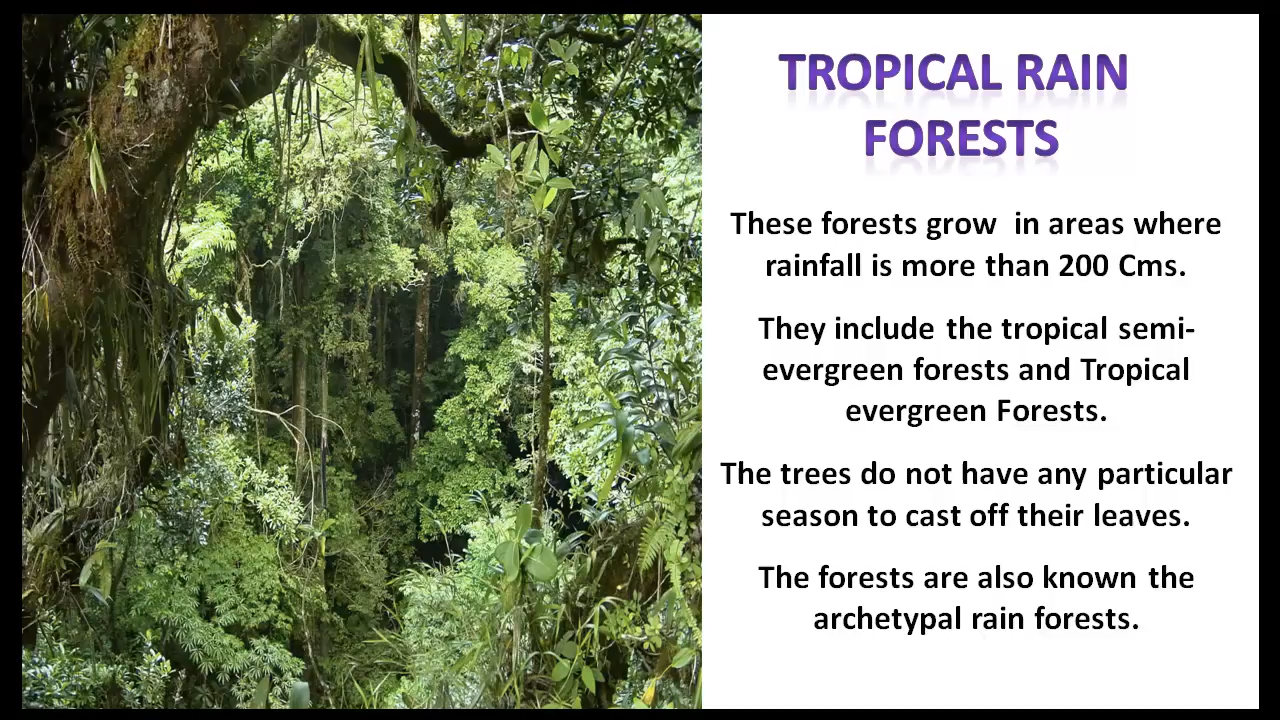 TROPICAL RAIN
FORESTS
These forests grow  in areas where
rainfall is more than 200 Cms.
They include the tropical semi-
evergreen forests and Tropical
evergreen Forests.
The trees do not have any particular
season to cast off their leaves.
The forests are also known the
archetypal rain forests.